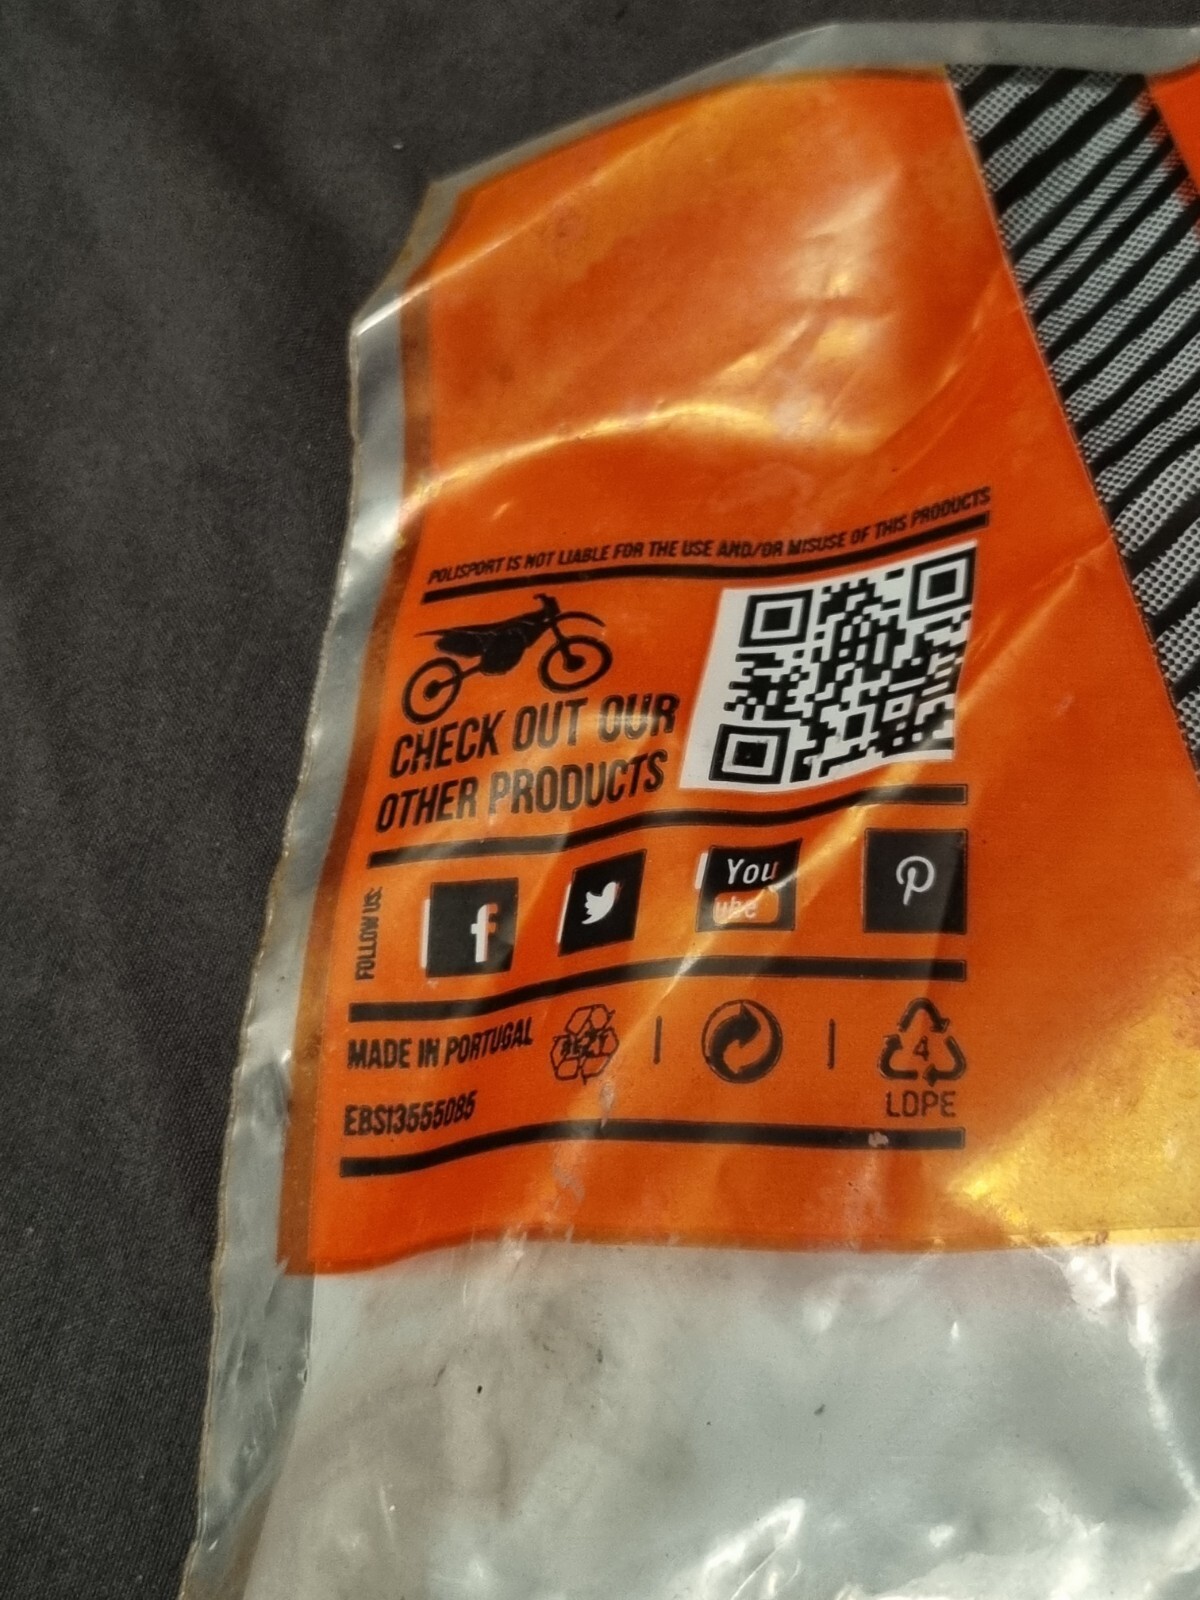 POLISPORT IS NOT LIABLE FOR THE USE AND/OR MISUSE OF THIS PRODUCTS
CHECK OUT OUR
OTHER PRODUCTS
FOLLOW US:
f
You
Tube
MADE IN PORTUGAL
4
LDPE
EBS13555085